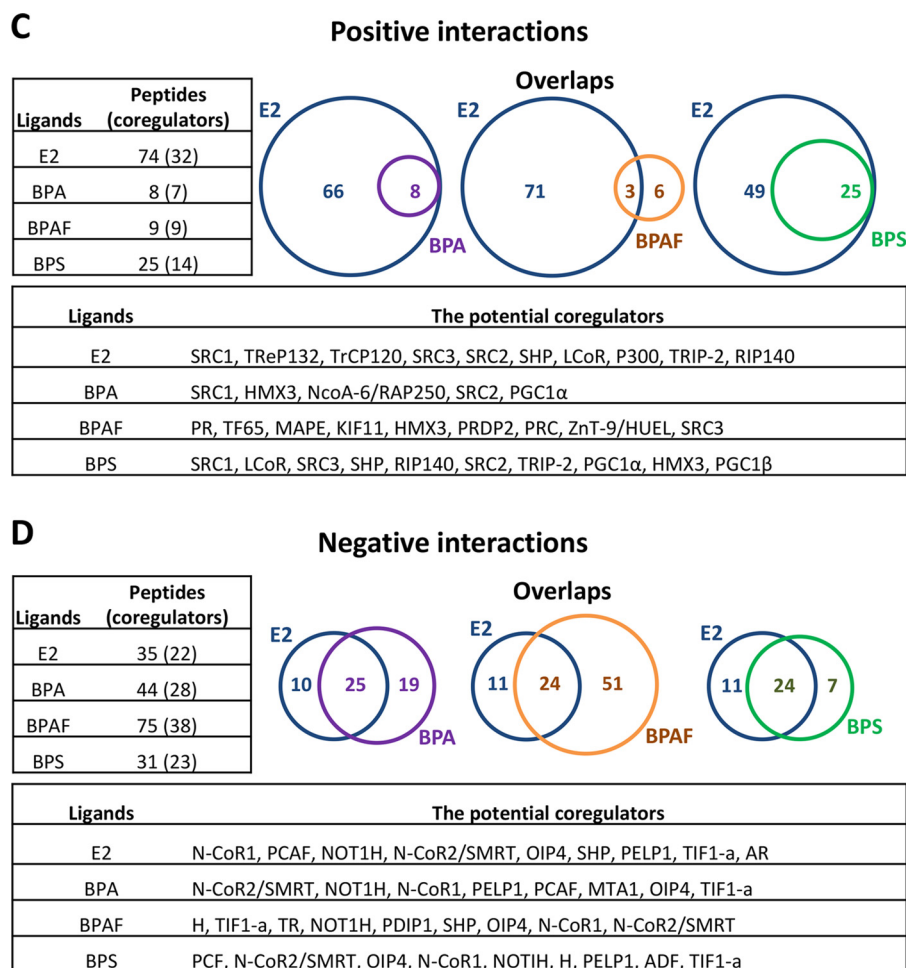 C
Positive interactions
Ligands Peptides (coregulators)
E2 74 (32)
BPA 8 (7)
BPAF 9 (9)
BPS 25 (14)
Overlaps
E2
66
8
BPA
E2
71
3
6
BPAF
E2
49
25
BPS
Ligands The potential coregulators
E2 SRC1, TReP132, TrCP120, SRC3, SRC2, SHP, LCoR, P300, TRIP-2, RIP140
BPA SRC1, HMX3, NcoA-6/RAP250, SRC2, PGC1α
BPAF PR, TF65, MAPE, KIF11, HMX3, PRDP2, PRC, ZnT-9/HUEL, SRC3
BPS SRC1, LCoR, SRC3, SHP, RIP140, SRC2, TRIP-2, PGC1α, HMX3, PGC1β
D
Negative interactions
Ligands Peptides (coregulators)
E2 35 (22)
BPA 44 (28)
BPAF 75 (38)
BPS 31 (23)
Overlaps
E2
10
25
19
BPA
E2
11
24
51
BPAF
E2
11
24
7
BPS
Ligands The potential coregulators
E2 N-CoR1, PCAF, NOT1H, N-CoR2/SMRT, OIP4, SHP, PELP1, TIF1-a, AR
BPA N-CoR2/SMRT, NOT1H, N-CoR1, PELP1, PCAF, MTA1, OIP4, TIF1-a
BPAF H, TIF1-a, TR, NOT1H, PDIP1, SHP, OIP4, N-CoR1, N-CoR2/SMRT
BPS PCF, N-CoR2/SMRT, OIP4, N-CoR1, NOTIH, H, PELP1, ADF, TIF1-a